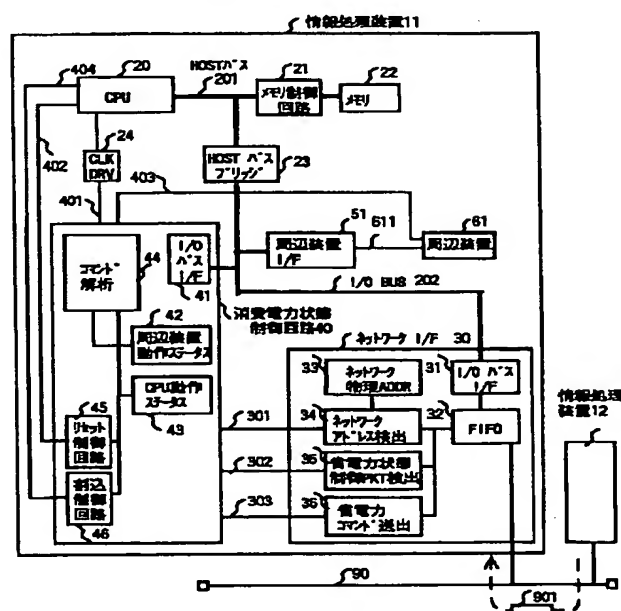 情報処理装置11
404
20
CPU
HOSTバス
201
21
メモリ制御
回路
22
メモリ
24
CLK
DRV
402
401
403
HOST バス
ブリッジ
23
51
周辺装置
I/F
611
61
周辺装置
I/O
バス
I/F
41
コマンド
解析
44
I/O BUS 202
消費電力状態
制御回路40
42
周辺装置
動作ステータス
CPU動作
ステータス
43
ネットワーク I/F 30
33
ネットワーク
物理ADDR
31
I/O バス
I/F
情報処理
装置12
45
リセット
制御
回路
301
34
ネットワーク
アドレス検出
32
FIFO
302
35
省電力状態
制御PKT検出
割込
制御
回路
46
303
36
省電力
コマンド送出
90
901